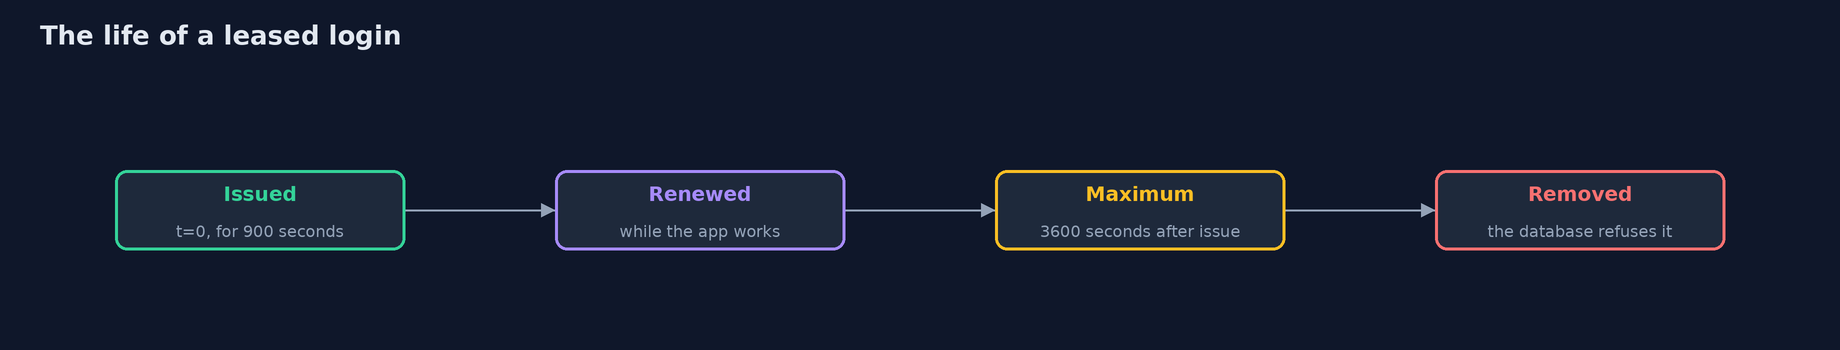 The life of a leased login
Issued
t=0, for 900 seconds
Renewed
while the app works
Maximum
3600 seconds after issue
Removed
the database refuses it